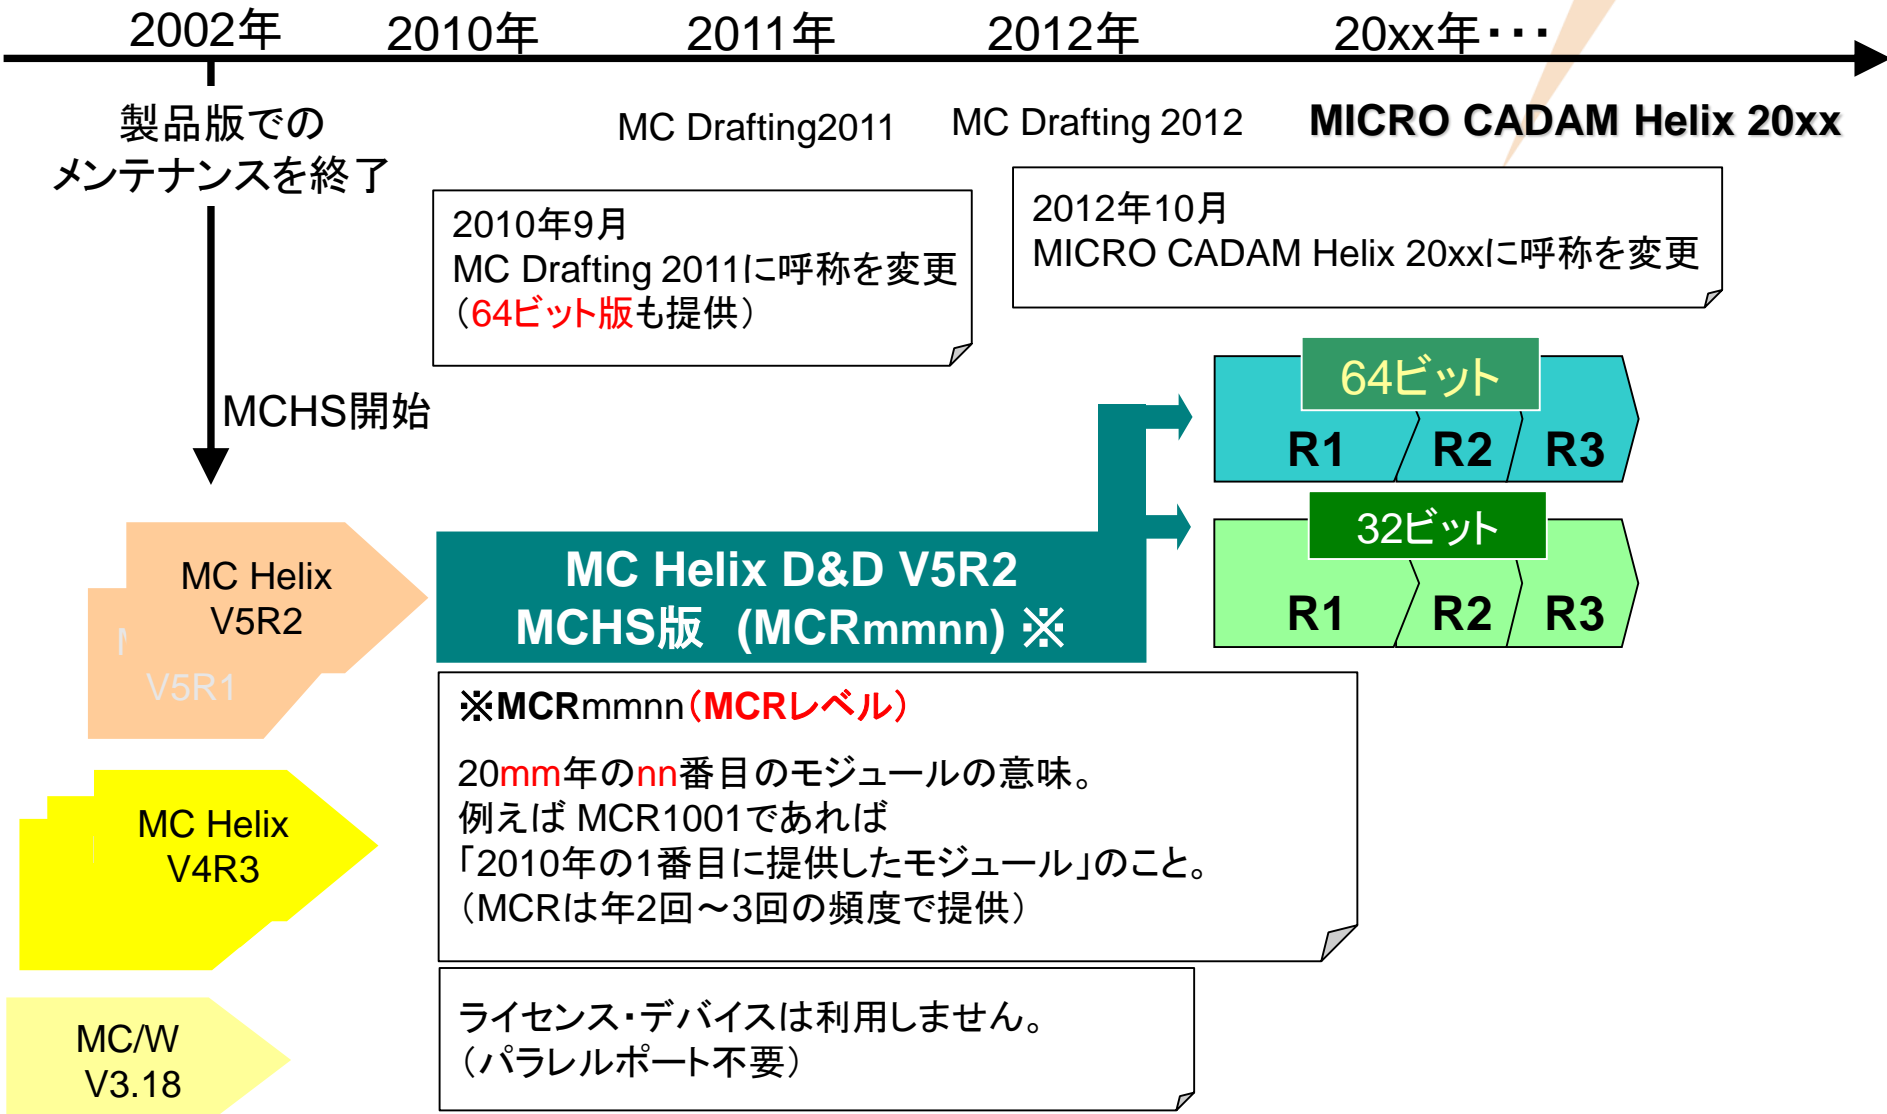 2002年
2010年
2011年
2012年
20xx年・・・
製品版での
メンテナンスを終了
MC Drafting2011
MC Drafting 2012
MICRO CADAM Helix 20xx
2010年9月
MC Drafting 2011に呼称を変更
（64ビット版も提供）
2012年10月
MICRO CADAM Helix 20xxに呼称を変更
MCHS開始
64ビット
R1
R2
R3
32ビット
R1
R2
R3
MC Helix
V5R2
V5R1
MC Helix D&D V5R2
MCHS版 (MCRmmnn) ※
※MCRmmnn（MCRレベル）
20mm年のnn番目のモジュールの意味。
例えば MCR1001であれば
「2010年の1番目に提供したモジュール」のこと。
（MCRは年2回～3回の頻度で提供）
MC Helix
V4R3
ライセンス・デバイスは利用しません。
（パラレルポート不要）
MC/W
V3.18